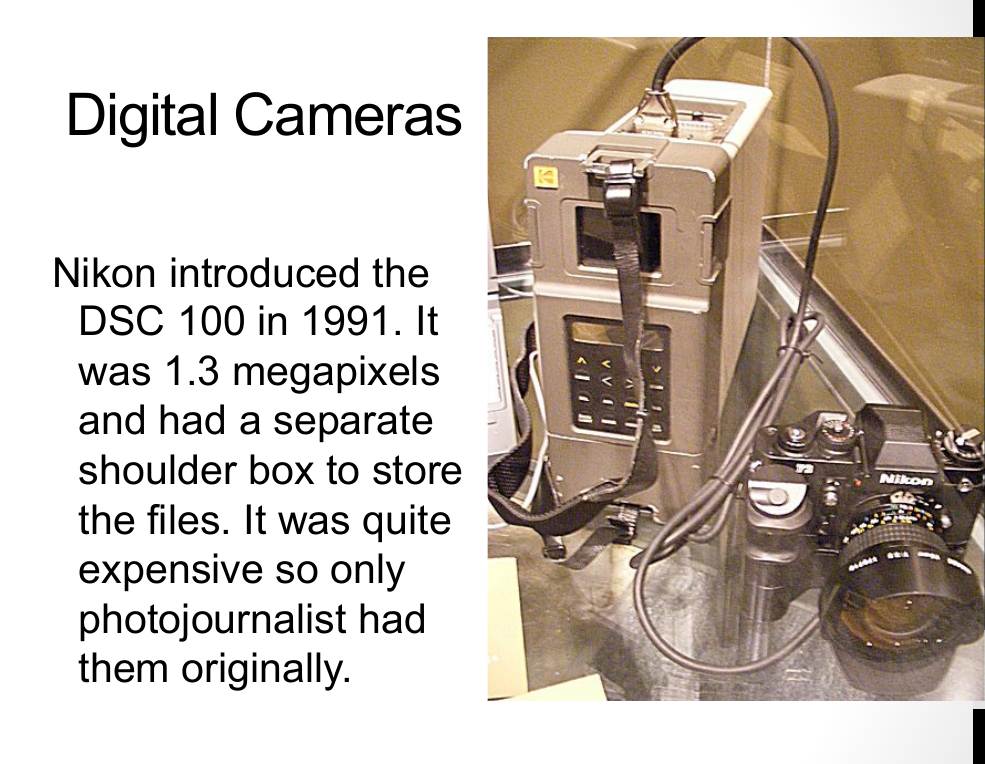 Digital Cameras
Nikon introduced the
DSC 100 in 1991. It
was 1.3 megapixels
and had a separate
shoulder box to store
the files. It was quite
expensive so only
photojournalist had
them originally.
Nikon
F3